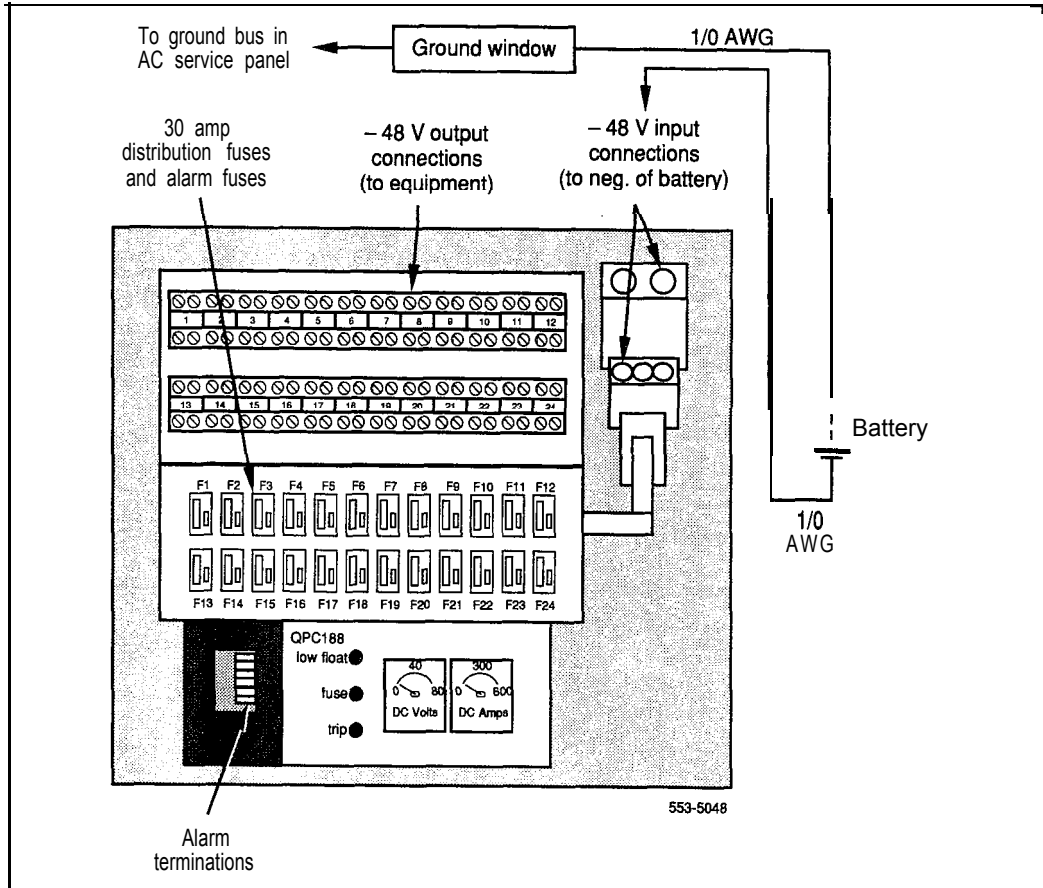 To ground bus in
AC service panel
Ground window
1/0 AWG
30 amp
distribution fuses
and alarm fuses
– 48 V output
connections
(to equipment)
– 48 V input
connections
(to neg. of battery)
1 2 3 4 5 6 7 8 9 10 11 12
13 14 15 16 17 18 19 20 21 22 23 24
Battery
1/0
AWG
F1 F2 F3 F4 F5 F6 F7 F8 F9 F10 F11 F12
F13 F14 F15 F16 F17 F18 F19 F20 F21 F22 F23 F24
QPC188
low float
fuse
trip
40
0 80
DC Volts
300
0 600
DC Amps
553-5048
Alarm
terminations